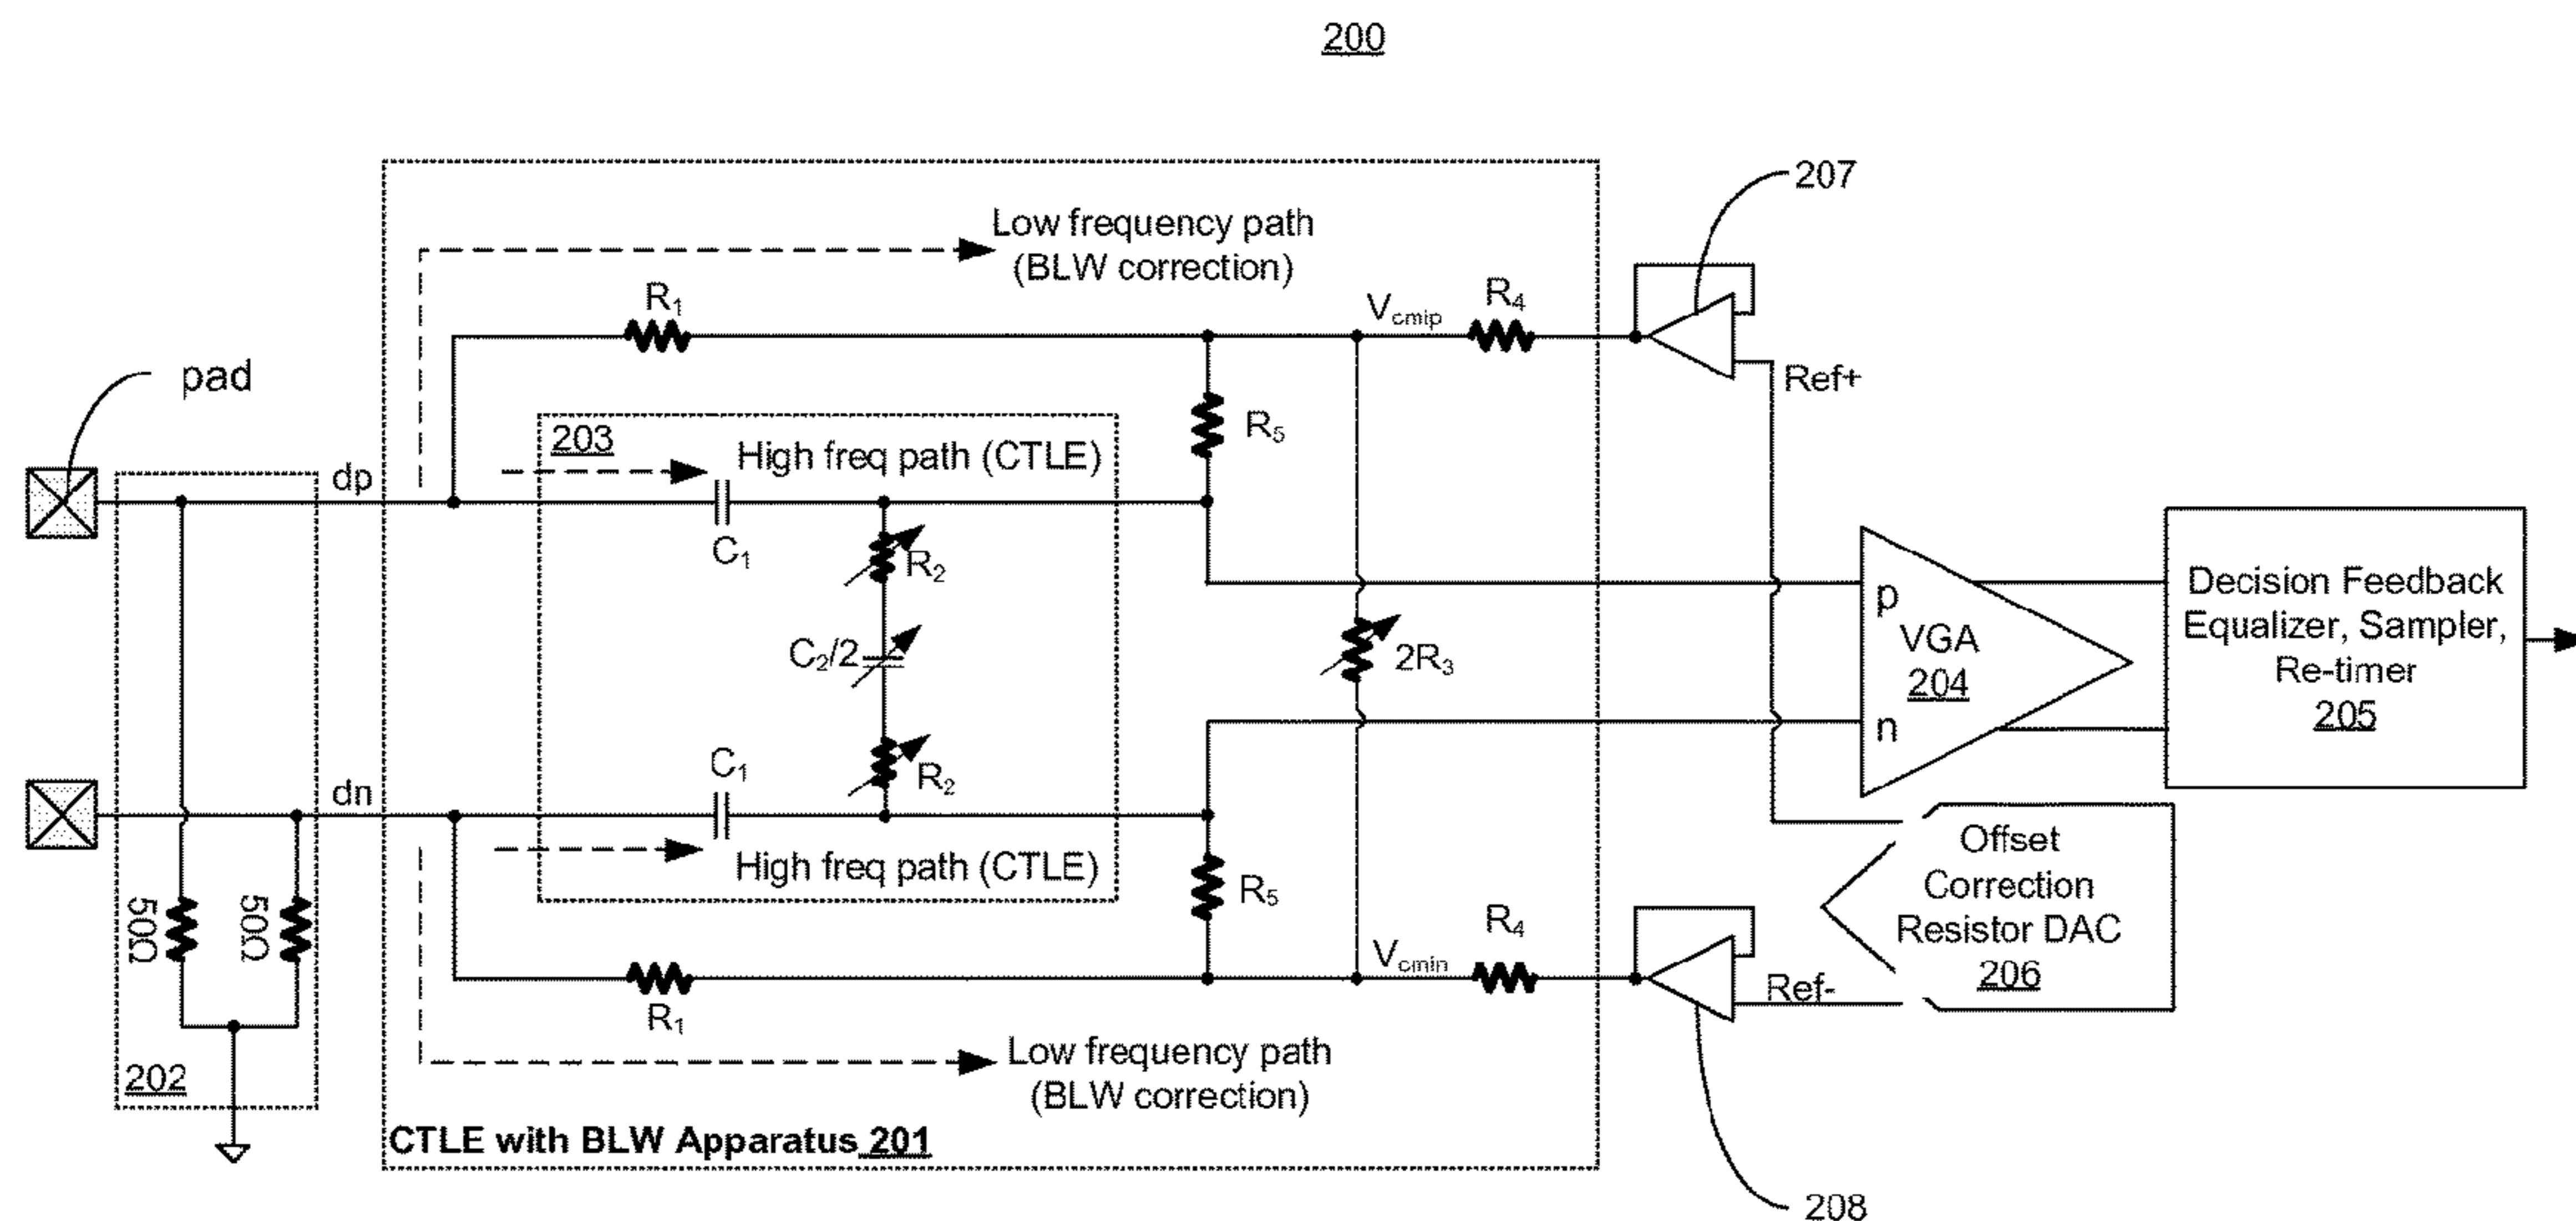 200
207
Low frequency path
(BLW correction)
R1
Vcmip
R4
Ref+
pad
203
High freq path (CTLE)
R5
dp
C1
R2
C2/2
2R3
p
VGA
204
n
Decision Feedback
Equalizer, Sampler,
Re-timer
205
C1
R2
dn
High freq path (CTLE)
50Ω
50Ω
R5
R4
Vcmin
Ref-
Offset
Correction
Resistor DAC
206
R1
Low frequency path
(BLW correction)
202
CTLE with BLW Apparatus 201
208